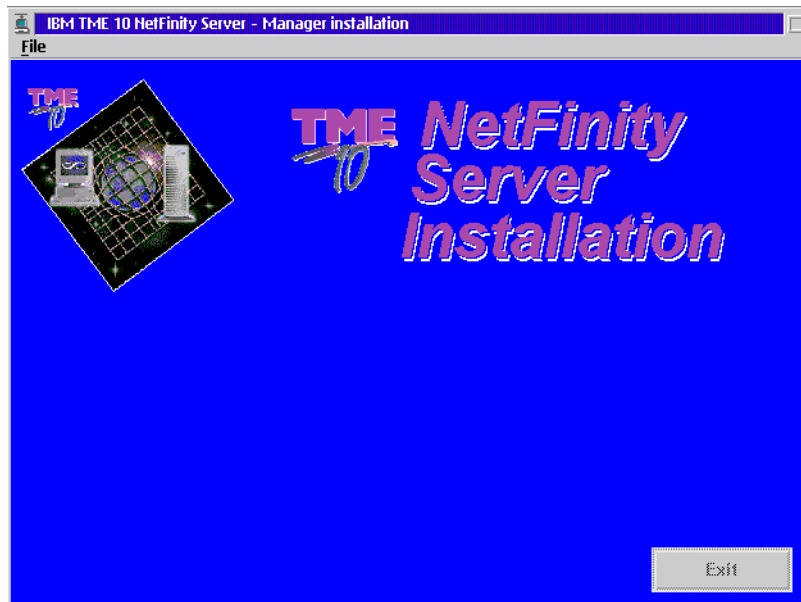 IBM TME 10 NetFinity Server - Manager installation
File
TME
10
TME
10
NetFinity
Server
Installation
Exit